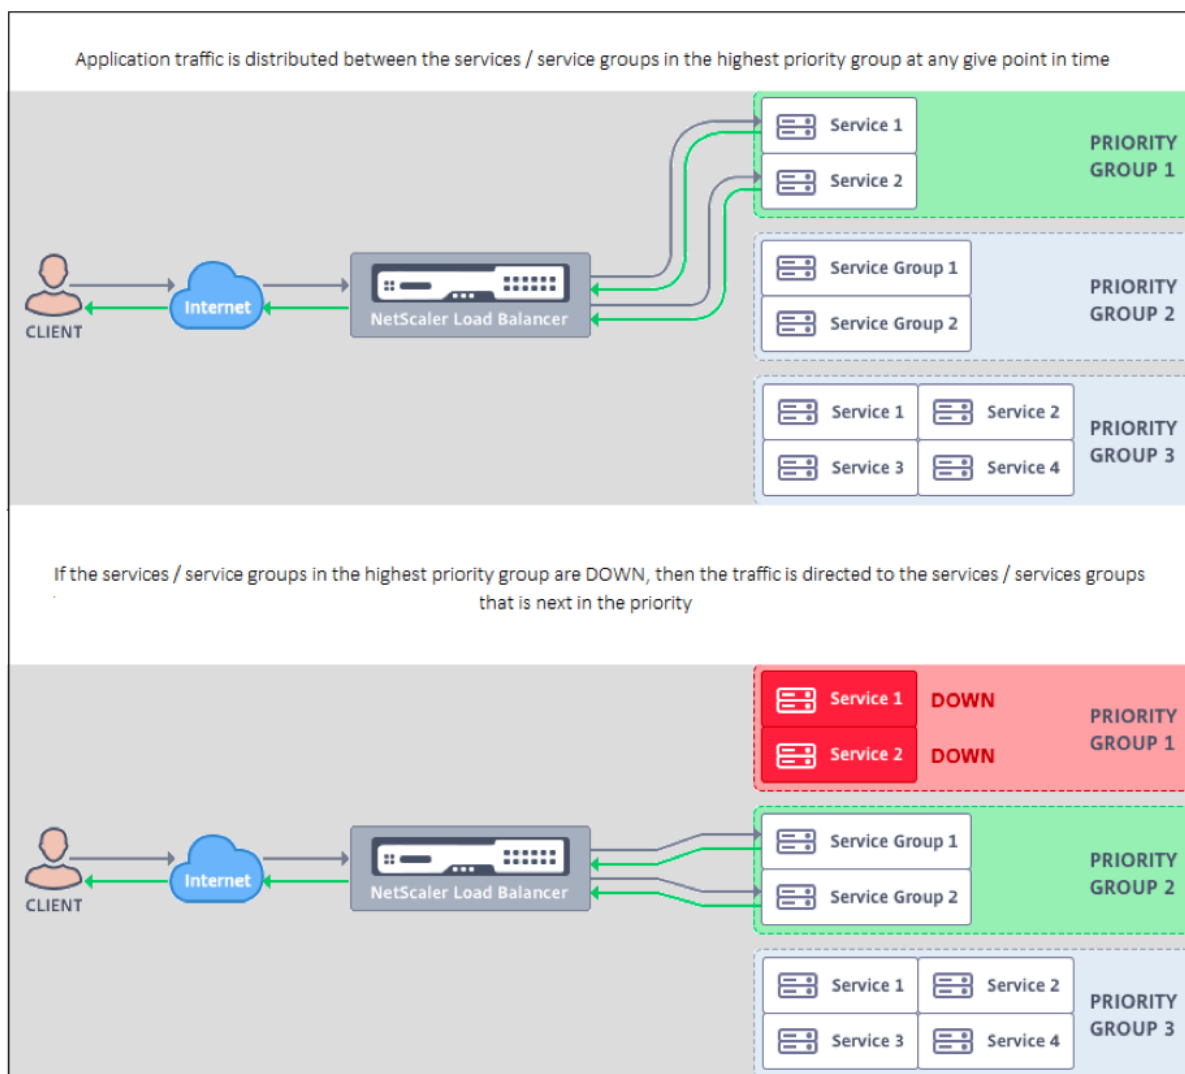 Application traffic is distributed between the services / service groups in the highest priority group at any give point in time
Service 1
Service 2
PRIORITY
GROUP 1
Service Group 1
Service Group 2
PRIORITY
GROUP 2
CLIENT
Internet
NetScaler Load Balancer
Service 1
Service 2
Service 3
Service 4
PRIORITY
GROUP 3
If the services / service groups in the highest priority group are DOWN, then the traffic is directed to the services / services groups
that is next in the priority
Service 1 DOWN
Service 2 DOWN
PRIORITY
GROUP 1
Service Group 1
Service Group 2
PRIORITY
GROUP 2
CLIENT
Internet
NetScaler Load Balancer
Service 1
Service 2
Service 3
Service 4
PRIORITY
GROUP 3